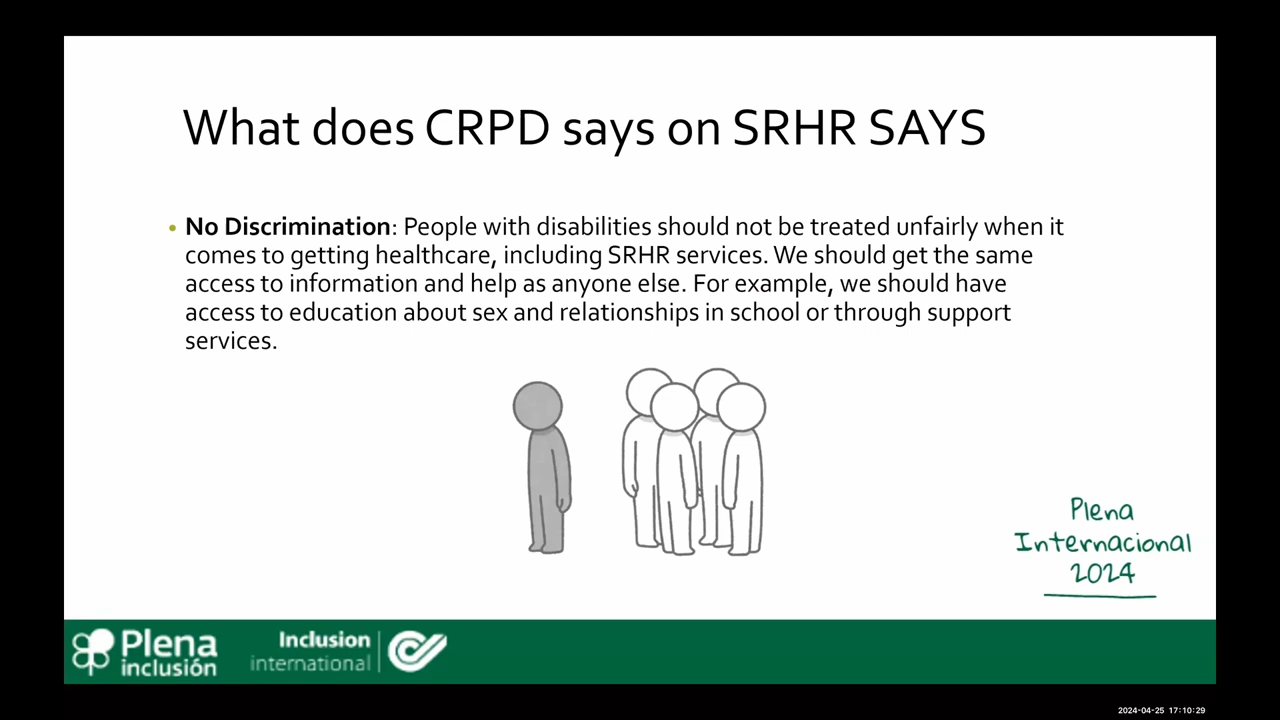 What does CRPD says on SRHR SAYS
• No Discrimination: People with disabilities should not be treated unfairly when it
comes to getting healthcare, including SRHR services. We should get the same
access to information and help as anyone else. For example, we should have
access to education about sex and relationships in school or through support
services.
Plena
Internacional
2024
Plena
inclusión
Inclusion
international
2024-04-25 17:10:29